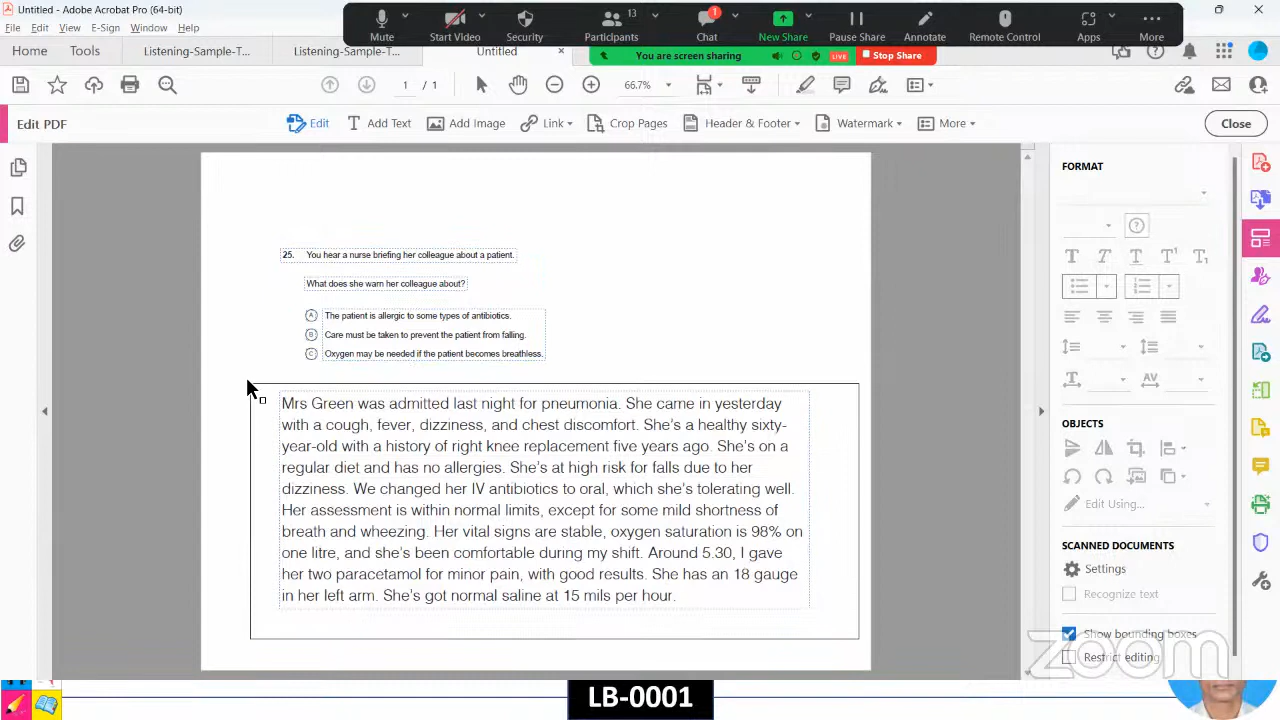 Untitled - Adobe Acrobat Pro (64-bit)
File Edit View E-Sign Window Help
Mute Start Video Security Participants 13 Chat 1 New Share Pause Share Annotate Remote Control Apps More
Home Tools Listening-Sample-T... Listening-Sample-T... Untitled
You are screen sharing LIVE Stop Share
1 / 1 66.7%
Edit PDF Edit Add Text Add Image Link Crop Pages Header & Footer Watermark More Close
25. You hear a nurse briefing her colleague about a patient.
What does she warn her colleague about?
A The patient is allergic to some types of antibiotics.
B Care must be taken to prevent the patient from falling.
C Oxygen may be needed if the patient becomes breathless.
Mrs Green was admitted last night for pneumonia. She came in yesterday
with a cough, fever, dizziness, and chest discomfort. She's a healthy sixty-
year-old with a history of right knee replacement five years ago. She's on a
regular diet and has no allergies. She's at high risk for falls due to her
dizziness. We changed her IV antibiotics to oral, which she's tolerating well.
Her assessment is within normal limits, except for some mild shortness of
breath and wheezing. Her vital signs are stable, oxygen saturation is 98% on
one litre, and she's been comfortable during my shift. Around 5.30, I gave
her two paracetamol for minor pain, with good results. She has an 18 gauge
in her left arm. She's got normal saline at 15 mils per hour.
FORMAT
OBJECTS
Edit Using...
SCANNED DOCUMENTS
Settings
Recognize text
Show bounding boxes
Restrict editing
zoom
LB-0001